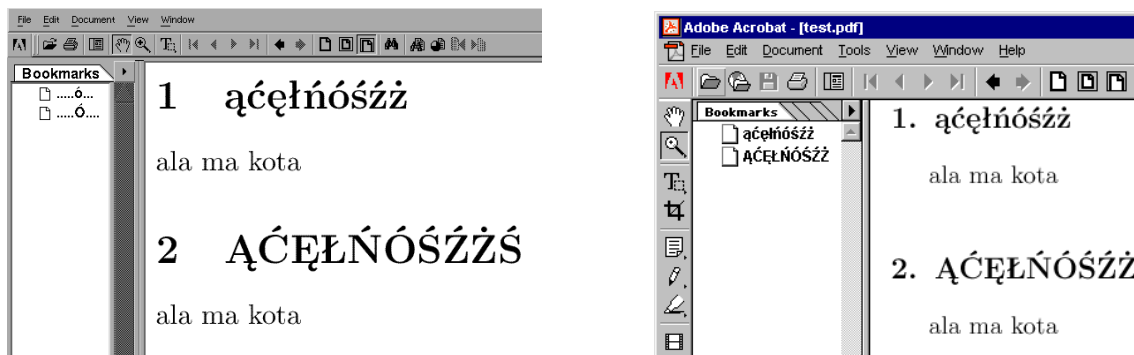 File Edit Document View Window
Bookmarks
.....ó...
.....Ó....
1 ąćęłńóśźż
ala ma kota
2 ĄĆĘŁŃÓŚŹŻŚ
ala ma kota
Adobe Acrobat - [test.pdf]
File Edit Document Tools View Window Help
Bookmarks
ąćęłńóśźż
ĄĆĘŁŃÓŚŹŻ
1. ąćęłńóśźż
ala ma kota
2. ĄĆĘŁŃÓŚŹŻ
ala ma kota